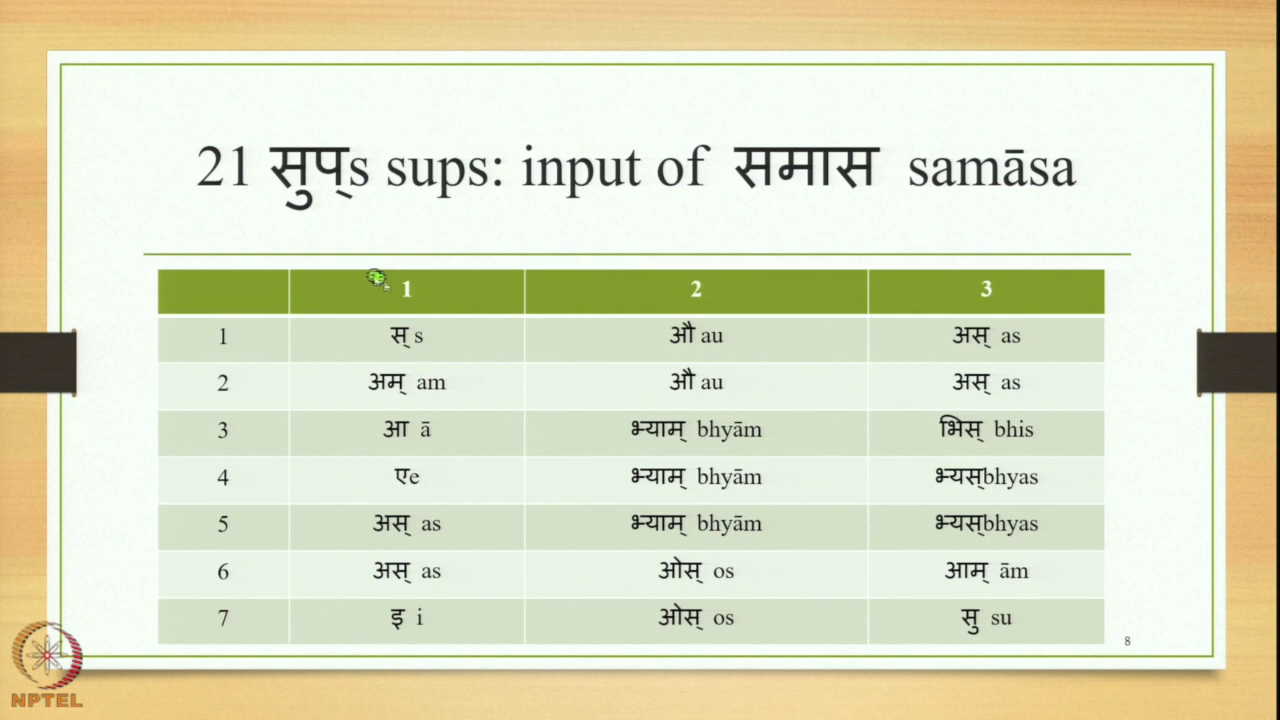 21 सुप्s sups: input of समास samāsa
1 2 3
1 स् s औ au अस् as
2 अम् am औ au अस् as
3 आ ā भ्याम् bhyām भिस् bhis
4 एe भ्याम् bhyām भ्यस्bhyas
5 अस् as भ्याम् bhyām भ्यस्bhyas
6 अस् as ओस् os आम् ām
7 इ i ओस् os सु su
8
NPTEL